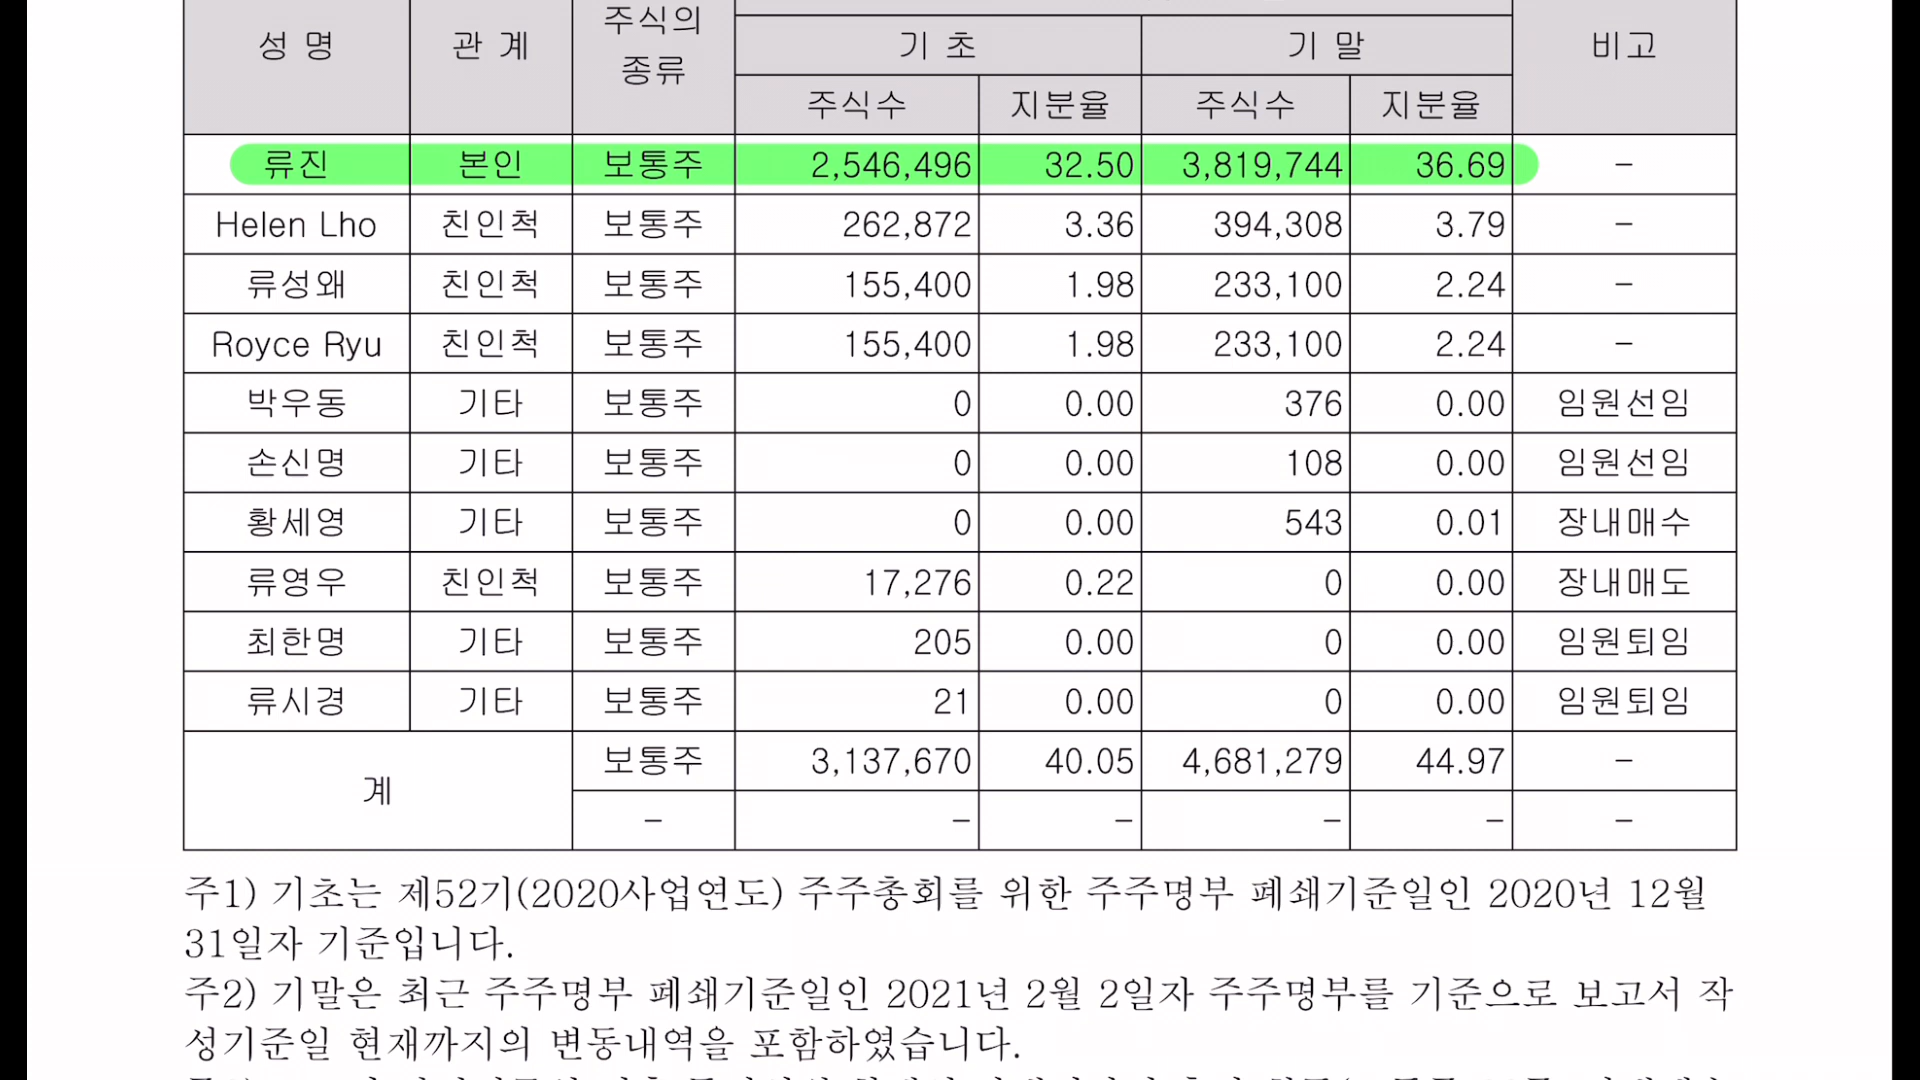 성 명 관 계 주식의 종류 기 초 기 말 비고
주식수 지분율 주식수 지분율
류진 본인 보통주 2,546,496 32.50 3,819,744 36.69 –
Helen Lho 친인척 보통주 262,872 3.36 394,308 3.79 –
류성왜 친인척 보통주 155,400 1.98 233,100 2.24 –
Royce Ryu 친인척 보통주 155,400 1.98 233,100 2.24 –
박우동 기타 보통주 0 0.00 376 0.00 임원선임
손신명 기타 보통주 0 0.00 108 0.00 임원선임
황세영 기타 보통주 0 0.00 543 0.01 장내매수
류영우 친인척 보통주 17,276 0.22 0 0.00 장내매도
최한명 기타 보통주 205 0.00 0 0.00 임원퇴임
류시경 기타 보통주 21 0.00 0 0.00 임원퇴임
계 보통주 3,137,670 40.05 4,681,279 44.97 –
– – – – – –
주1) 기초는 제52기(2020사업연도) 주주총회를 위한 주주명부 폐쇄기준일인 2020년 12월
31일자 기준입니다.
주2) 기말은 최근 주주명부 폐쇄기준일인 2021년 2월 2일자 주주명부를 기준으로 보고서 작
성기준일 현재까지의 변동내역을 포함하였습니다.